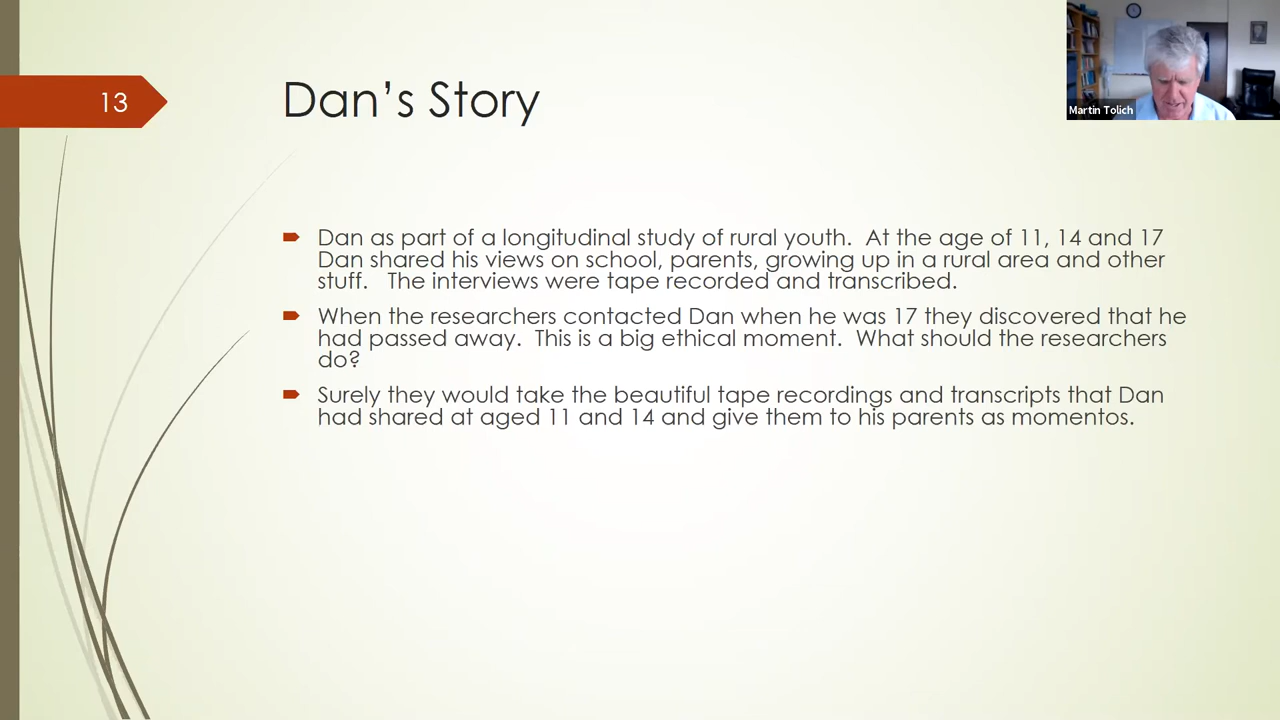 13
Dan's Story
Martin Tolich
Dan as part of a longitudinal study of rural youth.  At the age of 11, 14 and 17
Dan shared his views on school, parents, growing up in a rural area and other
stuff.   The interviews were tape recorded and transcribed.
When the researchers contacted Dan when he was 17 they discovered that he
had passed away.  This is a big ethical moment.  What should the researchers
do?
Surely they would take the beautiful tape recordings and transcripts that Dan
had shared at aged 11 and 14 and give them to his parents as momentos.